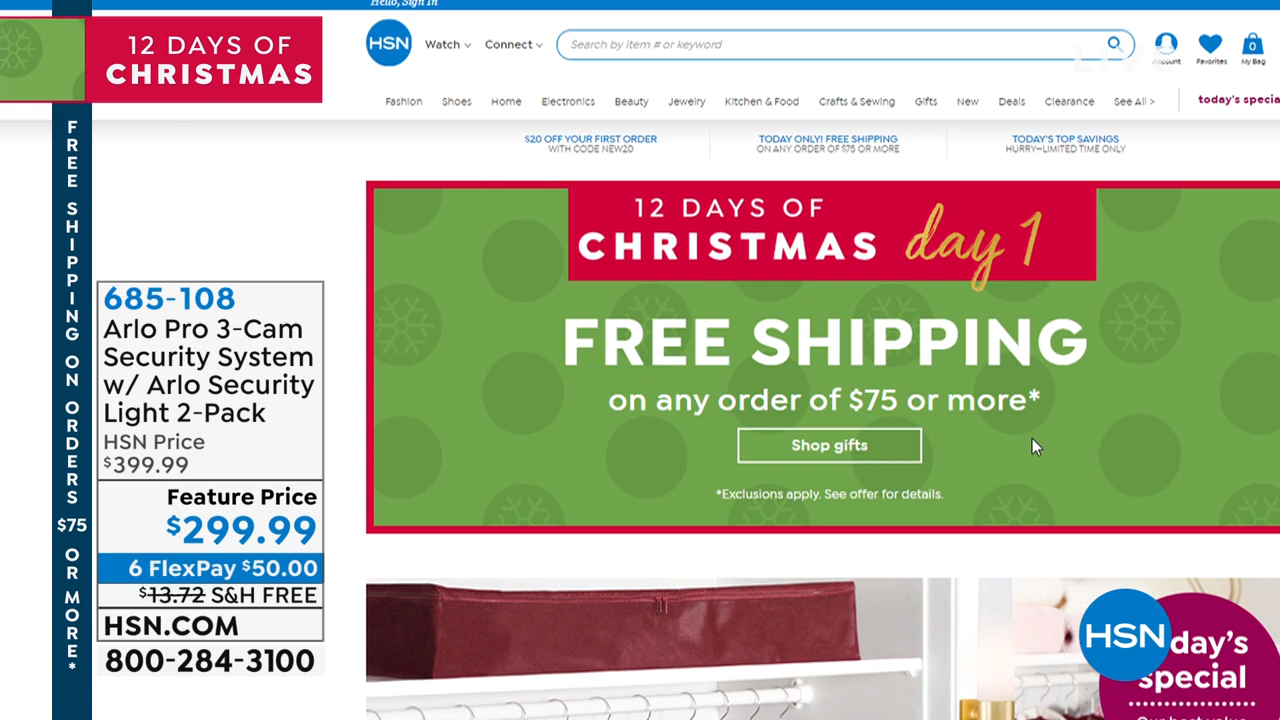 Hello, Sign In
12 DAYS OF
CHRISTMAS
FREE SHIPPING ON ORDERS $75 OR MORE*
685-108
Arlo Pro 3-Cam
Security System
w/ Arlo Security
Light 2-Pack
HSN Price
$399.99
Feature Price
$299.99
6 FlexPay $50.00
$13.72 S&H FREE
HSN.COM
800-284-3100
HSN
Watch
Connect
Search by item # or keyword
LIVE
Account
Favorites
0
My Bag
Fashion Shoes Home Electronics Beauty Jewelry Kitchen & Food Crafts & Sewing Gifts New Deals Clearance See All >
today's specia
$20 OFF YOUR FIRST ORDER
WITH CODE NEW20
TODAY ONLY! FREE SHIPPING
ON ANY ORDER OF $75 OR MORE
TODAY'S TOP SAVINGS
HURRY—LIMITED TIME ONLY
12 DAYS OF
CHRISTMAS day 1
FREE SHIPPING
on any order of $75 or more*
Shop gifts
*Exclusions apply. See offer for details.
HSN
day's
special
Our best value